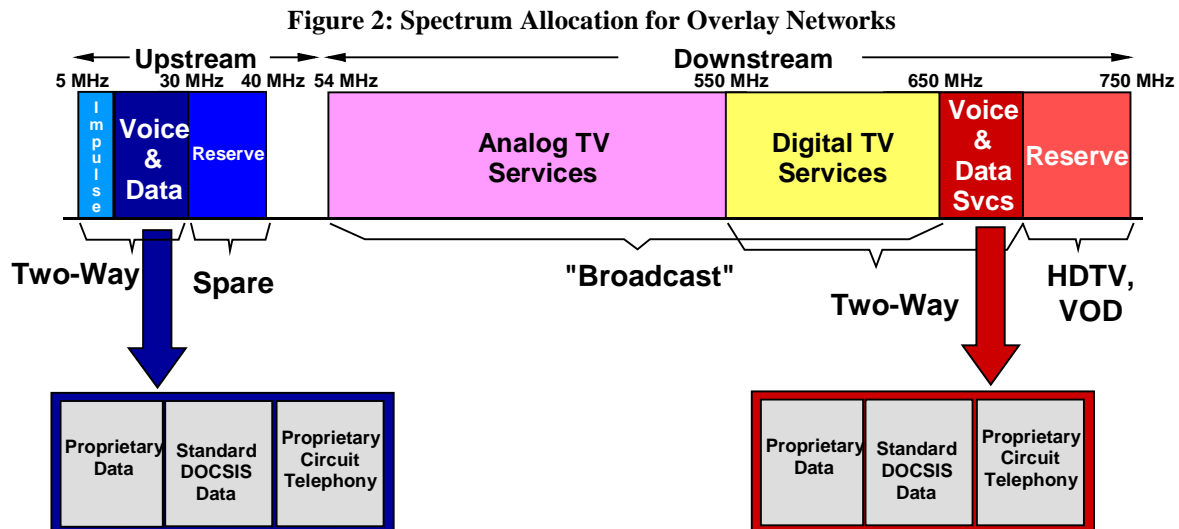 Figure 2: Spectrum Allocation for Overlay Networks
Upstream
Downstream
5 MHz
30 MHz
40 MHz
54 MHz
550 MHz
650 MHz
750 MHz
Impulse
Voice
&
Data
Reserve
Analog TV
Services
Digital TV
Services
Voice
&
Data
Svcs
Reserve
Two-Way
Spare
"Broadcast"
Two-Way
HDTV,
VOD
Proprietary
Data
Standard
DOCSIS
Data
Proprietary
Circuit
Telephony
Proprietary
Data
Standard
DOCSIS
Data
Proprietary
Circuit
Telephony